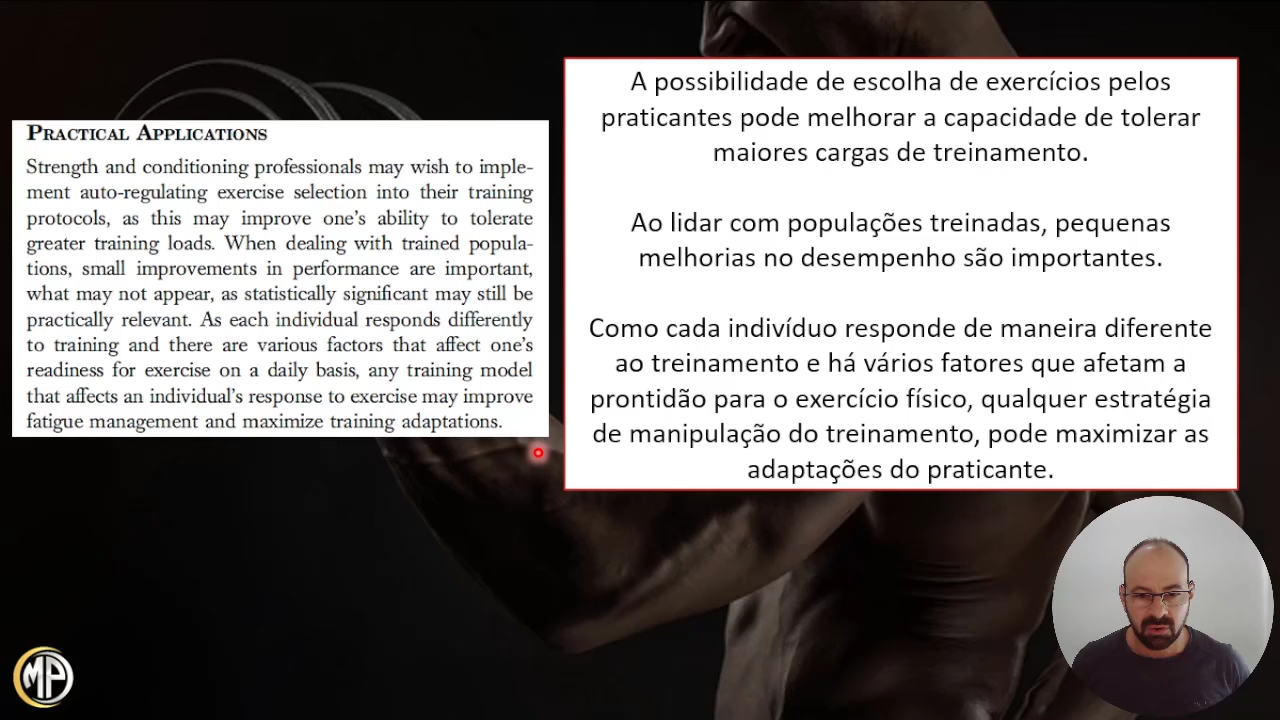 PRACTICAL APPLICATIONS
Strength and conditioning professionals may wish to imple-
ment auto-regulating exercise selection into their training
protocols, as this may improve one's ability to tolerate
greater training loads. When dealing with trained popula-
tions, small improvements in performance are important,
what may not appear, as statistically significant may still be
practically relevant. As each individual responds differently
to training and there are various factors that affect one's
readiness for exercise on a daily basis, any training model
that affects an individual's response to exercise may improve
fatigue management and maximize training adaptations.
A possibilidade de escolha de exercícios pelos
praticantes pode melhorar a capacidade de tolerar
maiores cargas de treinamento.
Ao lidar com populações treinadas, pequenas
melhorias no desempenho são importantes.
Como cada indivíduo responde de maneira diferente
ao treinamento e há vários fatores que afetam a
prontidão para o exercício físico, qualquer estratégia
de manipulação do treinamento, pode maximizar as
adaptações do praticante.
MP